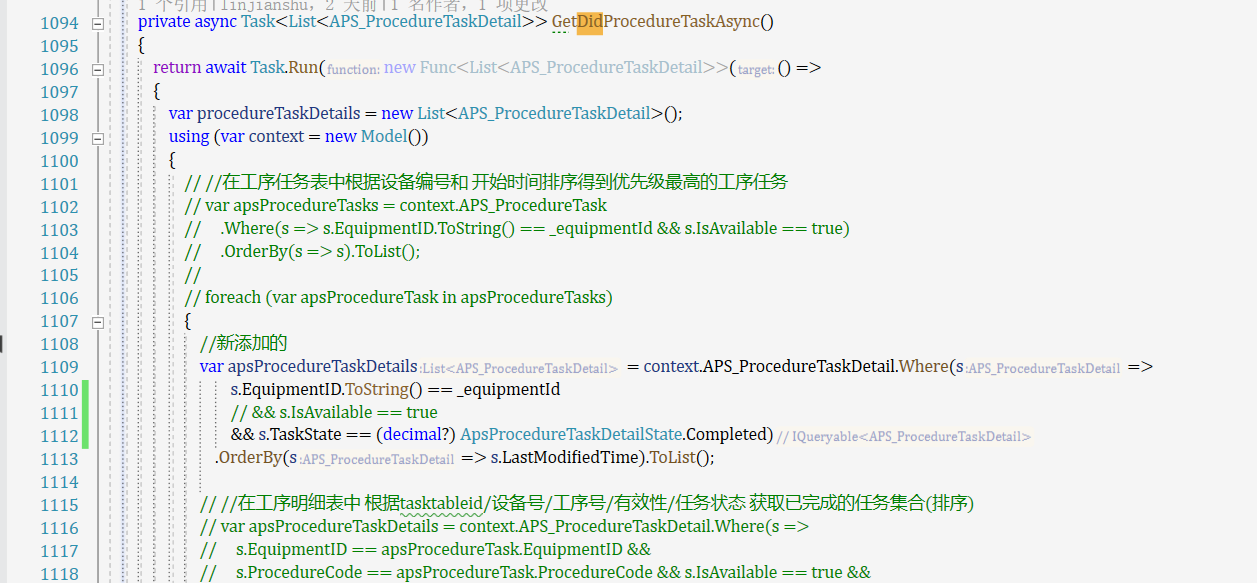 1 个引用|linjianshu，2 天前|1 名作者，1 项更改
1094 private async Task<List<APS_ProcedureTaskDetail>> GetDidProcedureTaskAsync()
1095 {
1096 return await Task.Run(function: new Func<List<APS_ProcedureTaskDetail>>(target: () =>
1097 {
1098 var procedureTaskDetails = new List<APS_ProcedureTaskDetail>();
1099 using (var context = new Model())
1100 {
1101 // //在工序任务表中根据设备编号和 开始时间排序得到优先级最高的工序任务
1102 // var apsProcedureTasks = context.APS_ProcedureTask
1103 // .Where(s => s.EquipmentID.ToString() == _equipmentId && s.IsAvailable == true)
1104 // .OrderBy(s => s).ToList();
1105 //
1106 // foreach (var apsProcedureTask in apsProcedureTasks)
1107 {
1108 //新添加的
1109 var apsProcedureTaskDetails :List<APS_ProcedureTaskDetail> = context.APS_ProcedureTaskDetail.Where(s :APS_ProcedureTaskDetail =>
1110 s.EquipmentID.ToString() == _equipmentId
1111 // && s.IsAvailable == true
1112 && s.TaskState == (decimal?) ApsProcedureTaskDetailState.Completed) // IQueryable<APS_ProcedureTaskDetail>
1113 .OrderBy(s :APS_ProcedureTaskDetail => s.LastModifiedTime).ToList();
1114
1115 // //在工序明细表中 根据tasktableid/设备号/工序号/有效性/任务状态 获取已完成的任务集合(排序)
1116 // var apsProcedureTaskDetails = context.APS_ProcedureTaskDetail.Where(s =>
1117 // s.EquipmentID == apsProcedureTask.EquipmentID &&
1118 // s.ProcedureCode == apsProcedureTask.ProcedureCode && s.IsAvailable == true &&